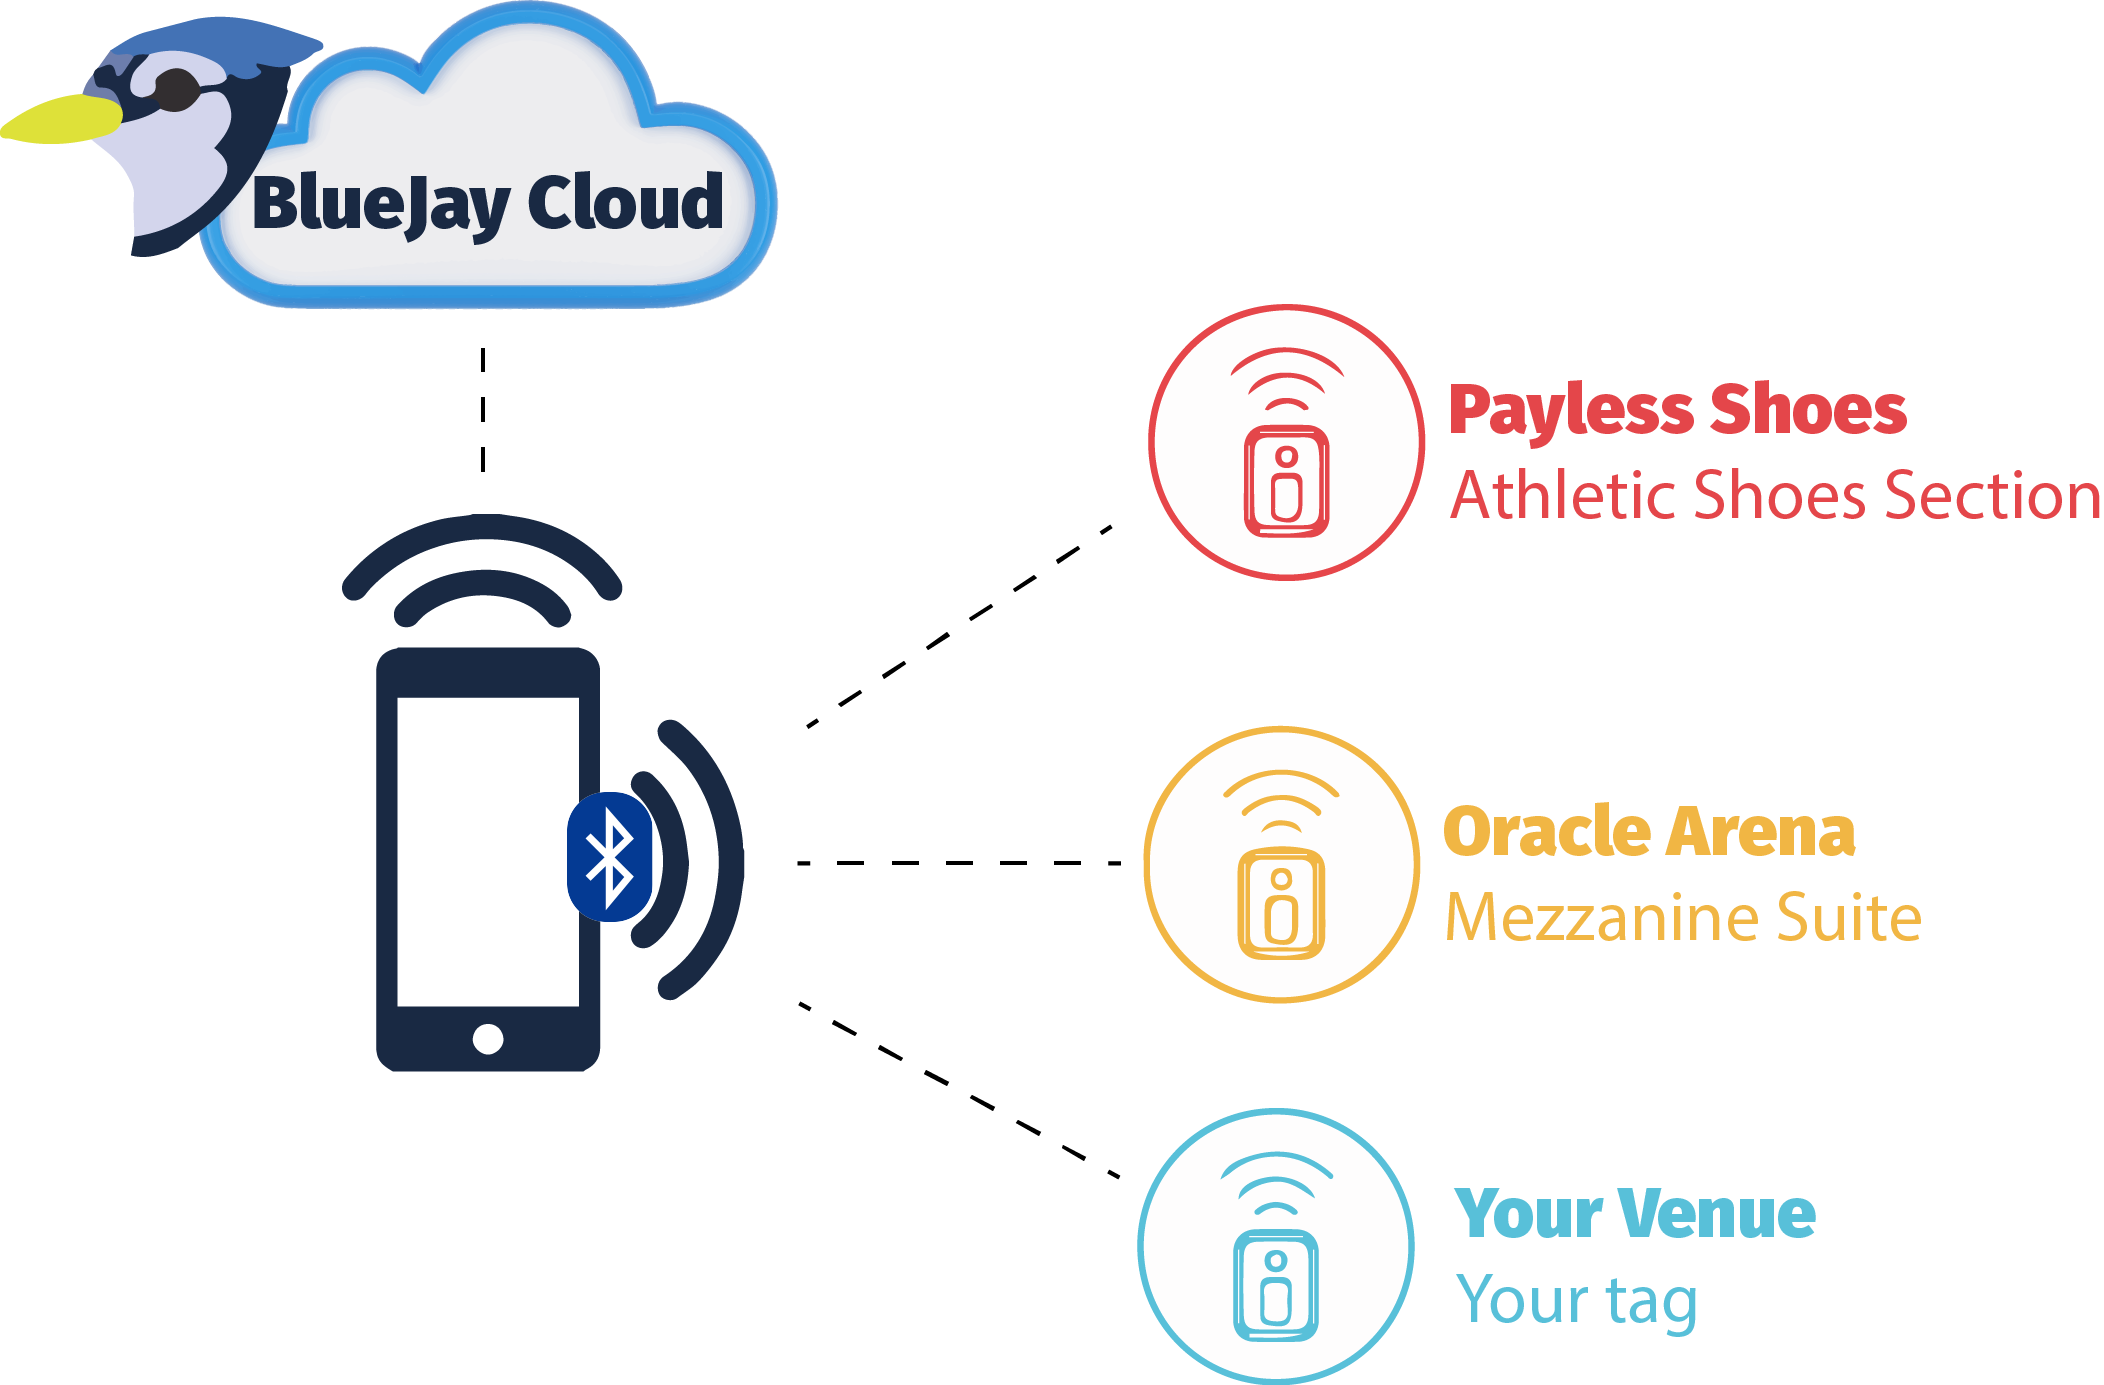 BlueJay Cloud
Payless Shoes
Athletic Shoes Section
Oracle Arena
Mezzanine Suite
Your Venue
Your tag